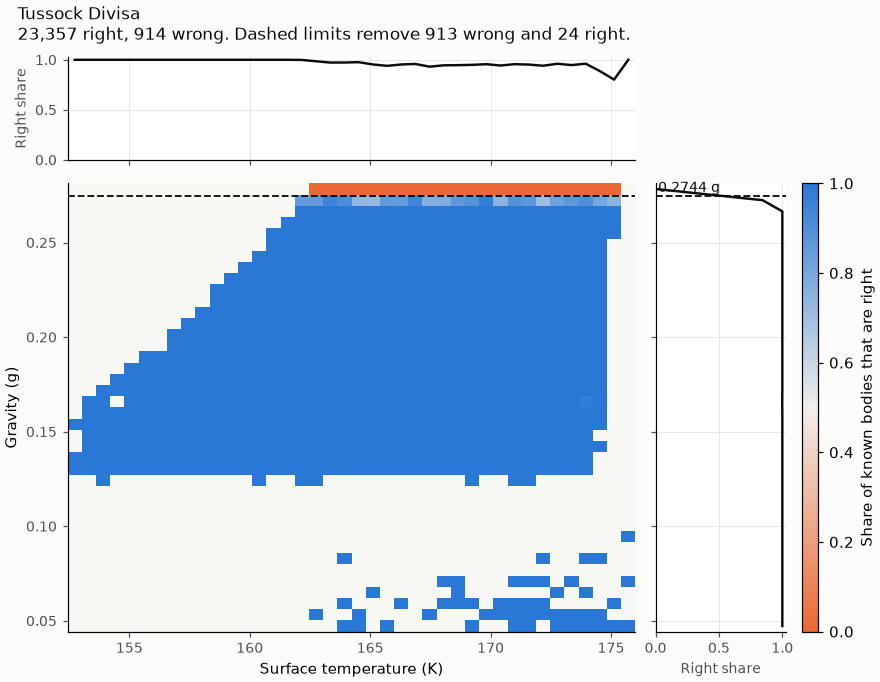 Tussock Divisa
23,357 right, 914 wrong. Dashed limits remove 913 wrong and 24 right.
Right share
1.0
0.5
0.0
0.2744 g
Gravity (g)
0.25
0.20
0.15
0.10
0.05
155
160
165
170
175
Surface temperature (K)
0.0
0.5
1.0
Right share
1.0
0.8
0.6
0.4
0.2
0.0
Share of known bodies that are right